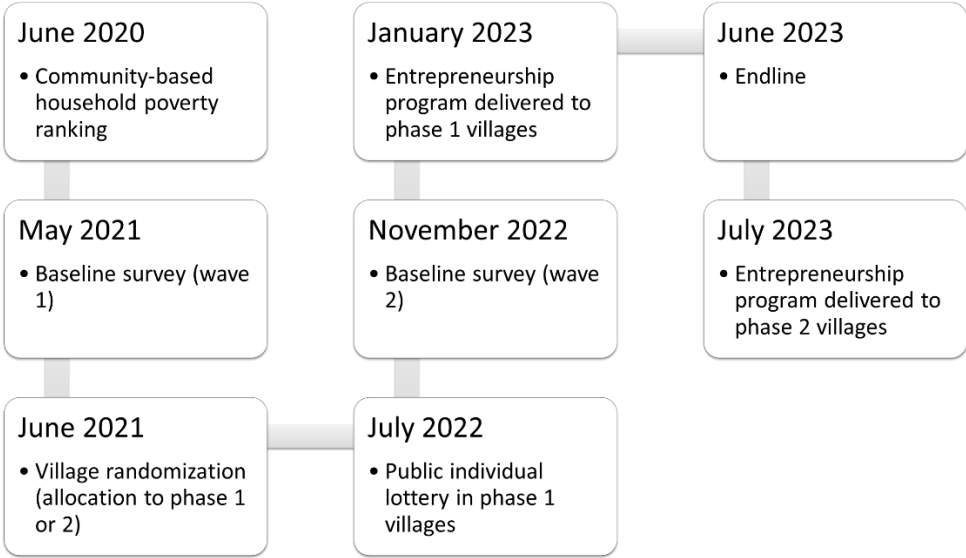 June 2020
• Community-based
household poverty
ranking
May 2021
• Baseline survey (wave
1)
June 2021
• Village randomization
(allocation to phase 1
or 2)
July 2022
• Public individual
lottery in phase 1
villages
November 2022
• Baseline survey (wave
2)
January 2023
• Entrepreneurship
program delivered to
phase 1 villages
June 2023
• Endline
July 2023
• Entrepreneurship
program delivered to
phase 2 villages